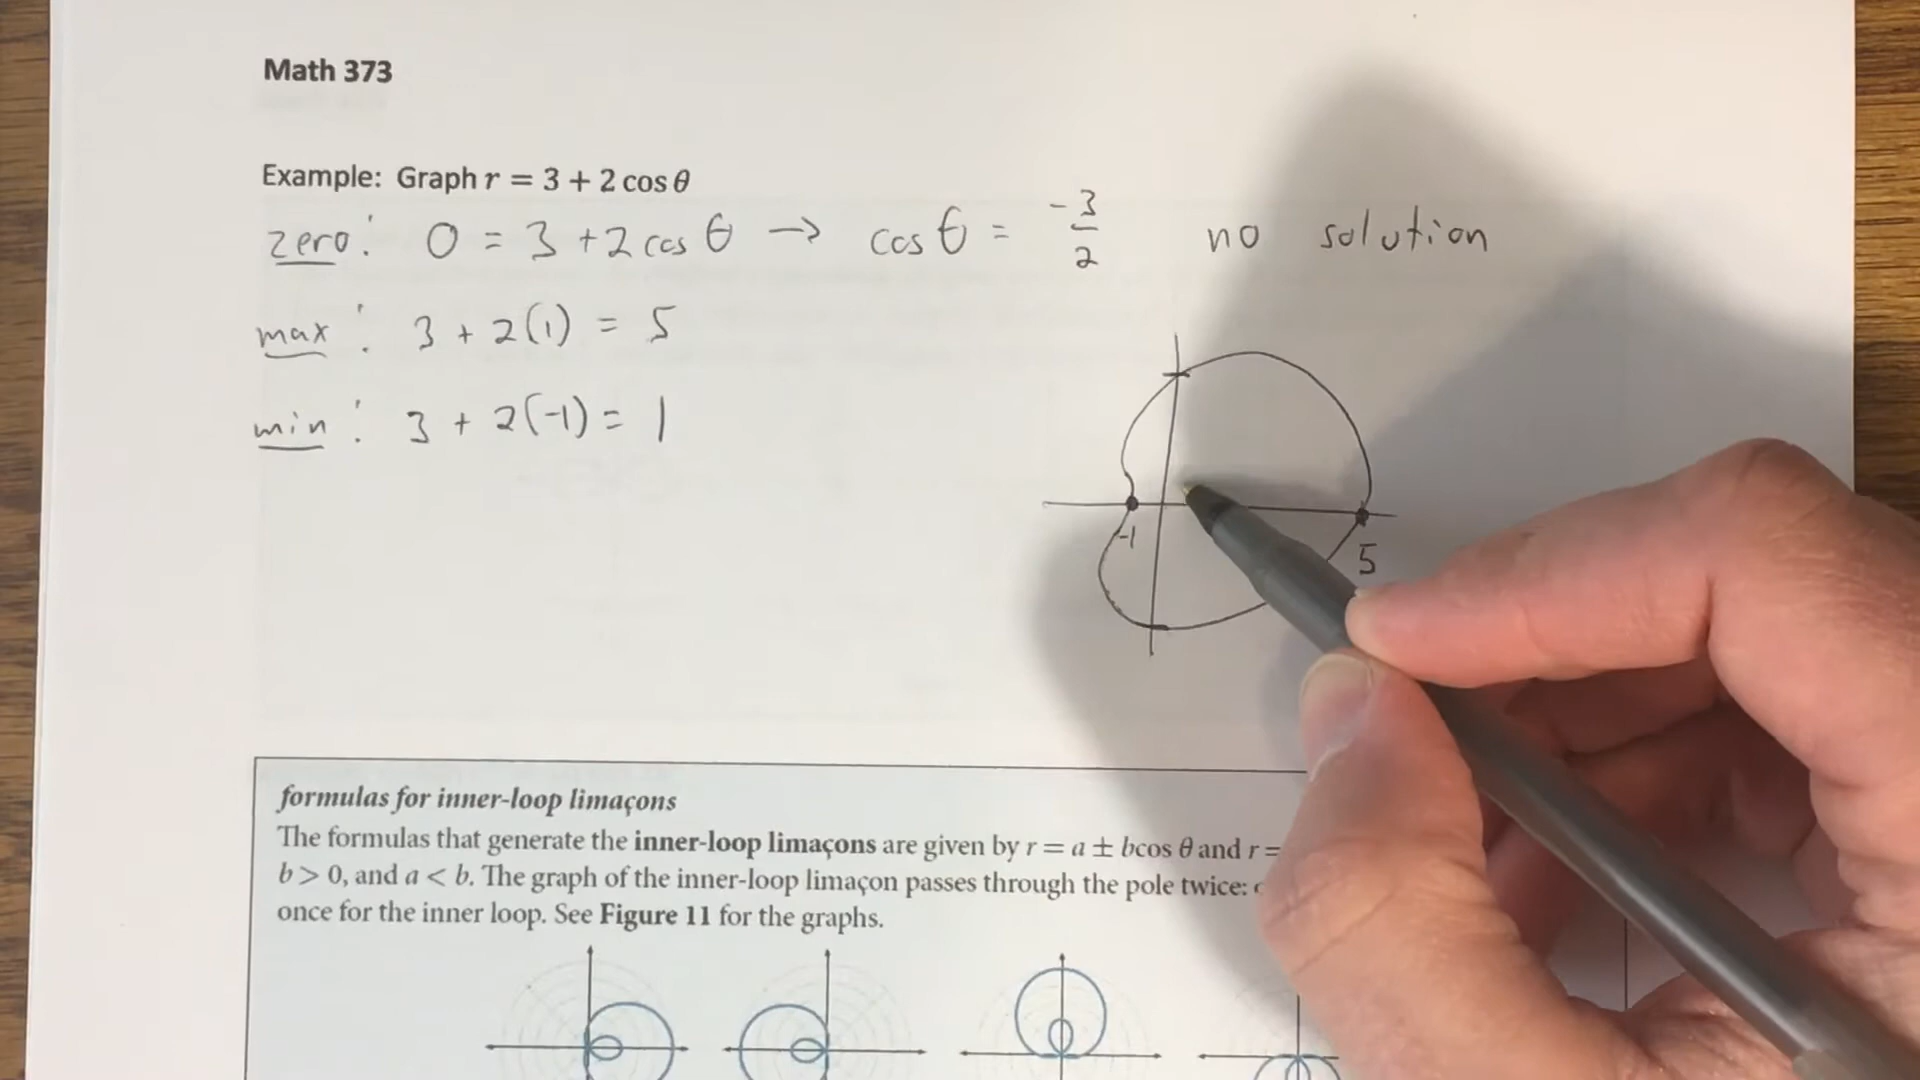 Math 373
Example: Graph r = 3 + 2 cos θ
zero: 0 = 3 + 2 cos θ → cos θ = -3/2 no solution
max: 3 + 2(1) = 5
min: 3 + 2(-1) = 1
-1
5
formulas for inner-loop limaçons
The formulas that generate the inner-loop limaçons are given by r = a ± bcos θ and r =
b > 0, and a < b. The graph of the inner-loop limaçon passes through the pole twice:
once for the inner loop. See Figure 11 for the graphs.